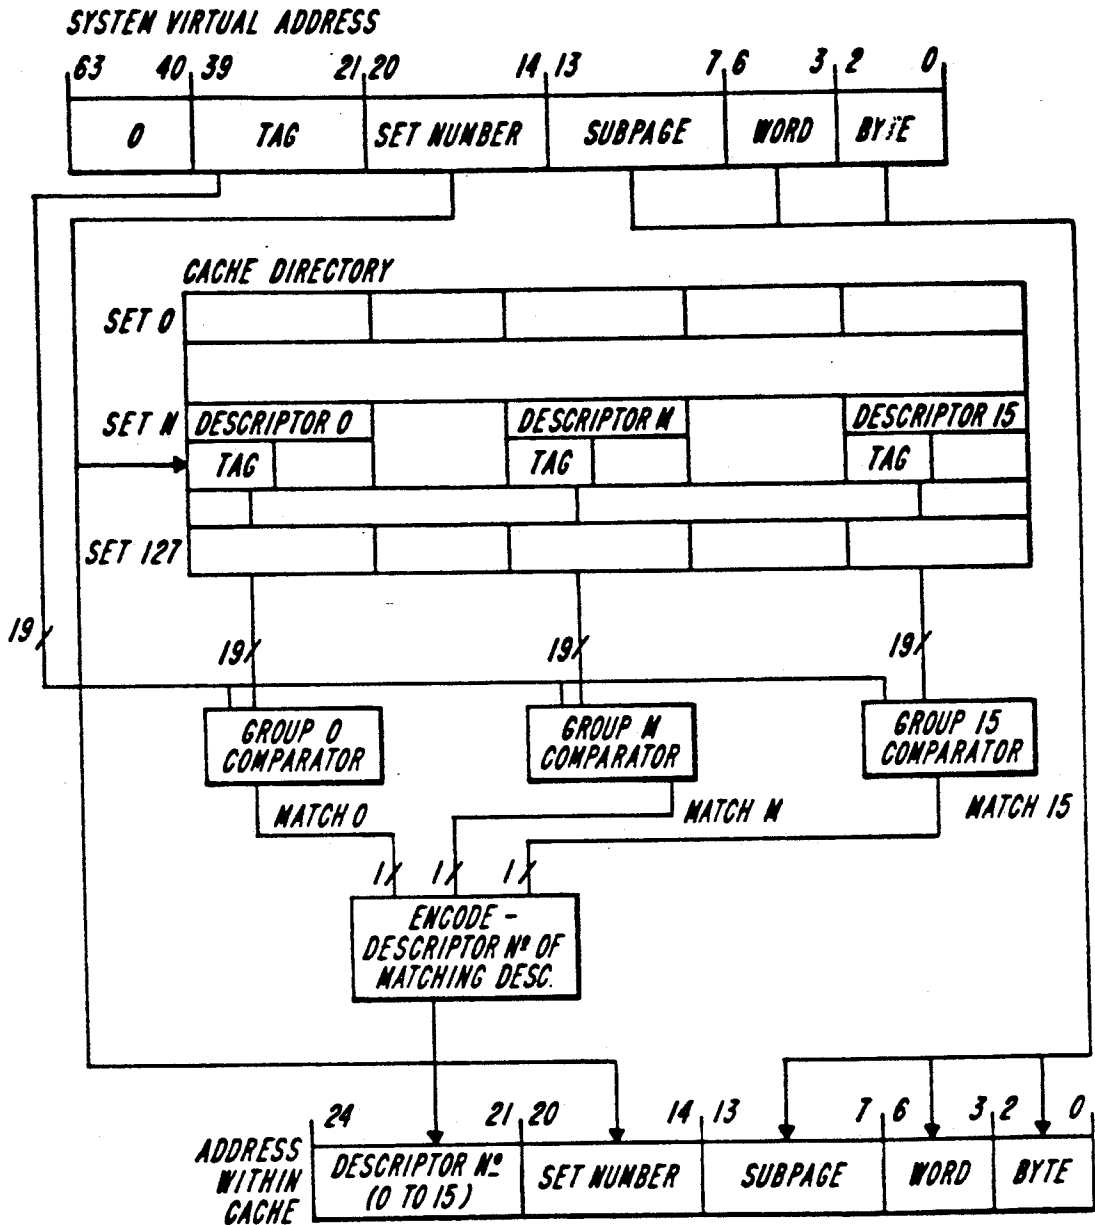 SYSTEM VIRTUAL ADDRESS
63 40 39 21 20 14 13 7 6 3 2 0
0 TAG SET NUMBER SUBPAGE WORD BYTE
CACHE DIRECTORY
SET 0
SET N DESCRIPTOR 0 DESCRIPTOR M DESCRIPTOR 15
TAG TAG TAG
SET 127
19 19 19 19
GROUP 0 COMPARATOR
GROUP M COMPARATOR
GROUP 15 COMPARATOR
MATCH 0 MATCH M MATCH 15
1 1 1
ENCODE -
DESCRIPTOR Nº OF
MATCHING DESC.
24 21 20 14 13 7 6 3 2 0
ADDRESS
WITHIN
CACHE
DESCRIPTOR Nº
(0 TO 15)
SET NUMBER SUBPAGE WORD BYTE